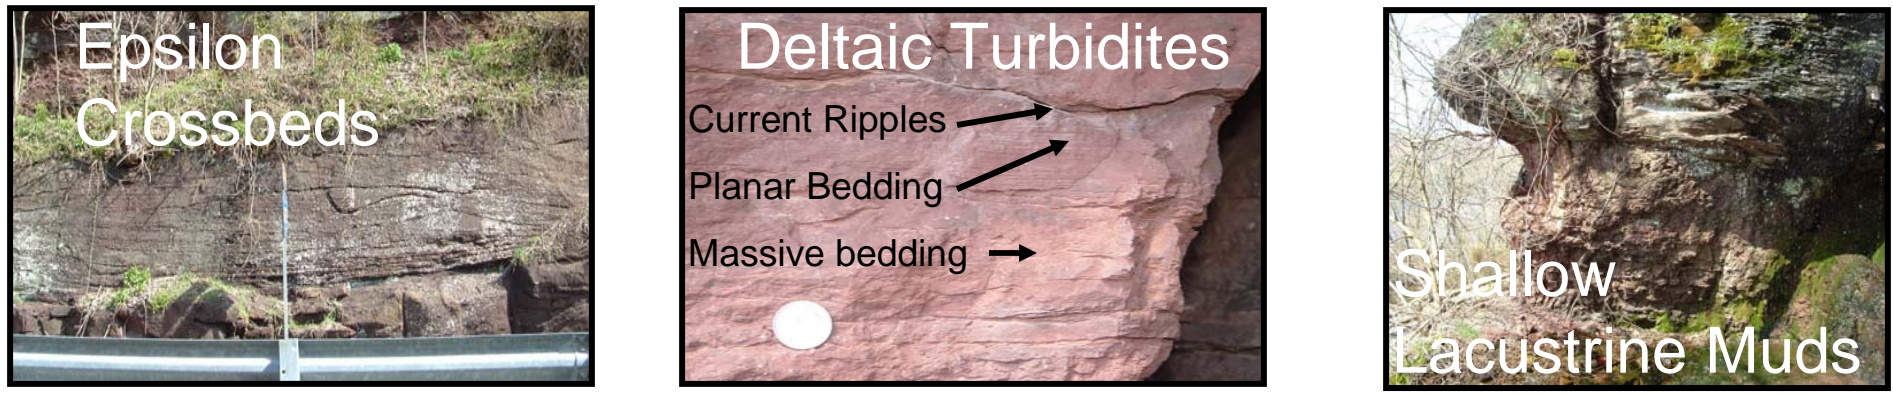 Epsilon
Crossbeds
Deltaic Turbidites
Current Ripples
Planar Bedding
Massive bedding
Shallow
Lacustrine Muds